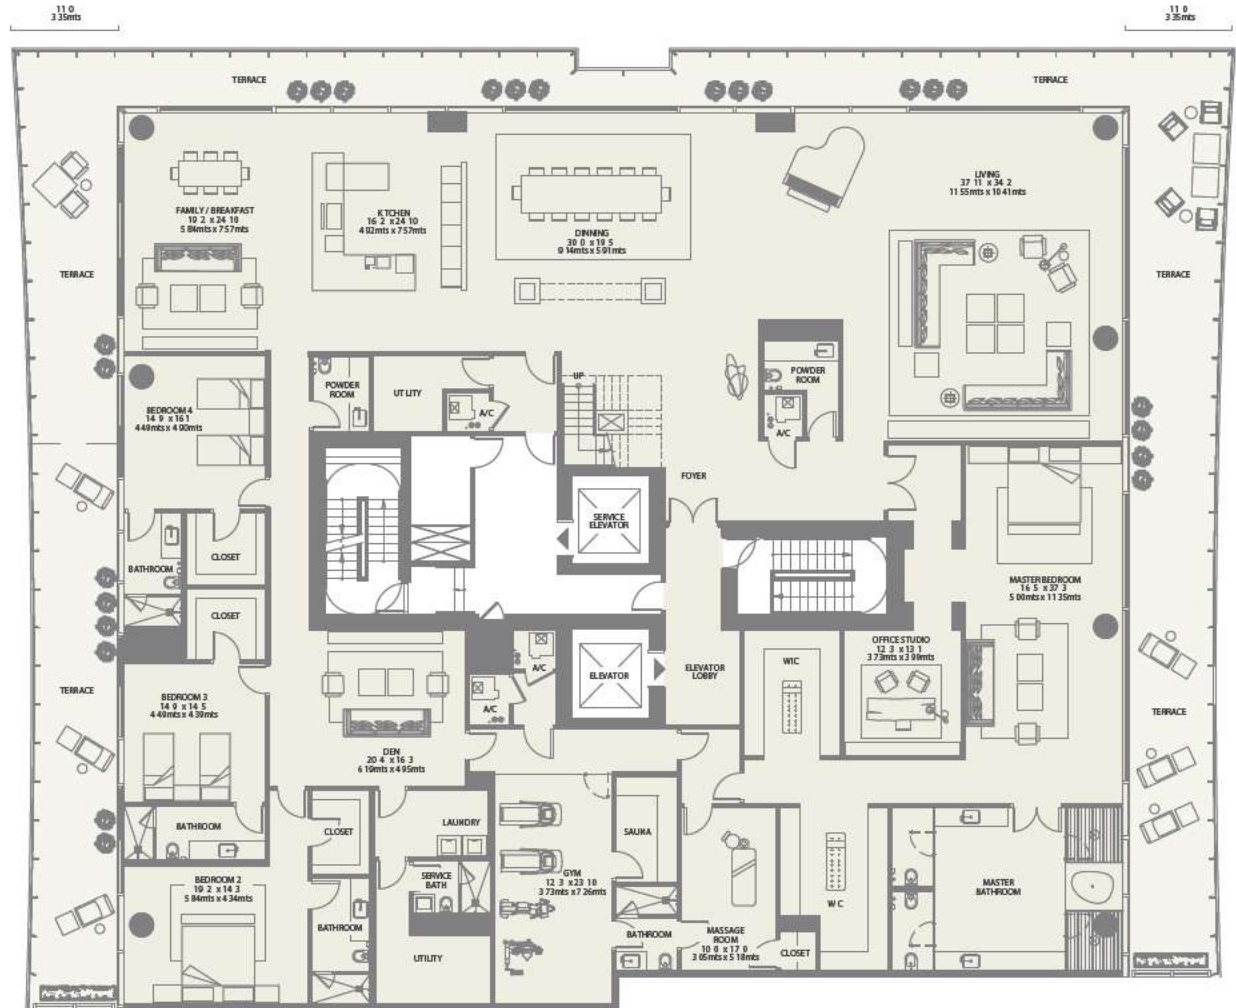 11 0
3 35mts
11 0
3 35mts
TERRACE
TERRACE
LIVING
37 11 x 34 2
11 55mts x 10 41mts
FAMILY / BREAKFAST
19 2 x 24 10
5 84mts x 7 57mts
K TCHEN
16 2 x 24 10
4 92mts x 7 57mts
DINNING
30 0 x 19 5
9 14mts x 5 91mts
TERRACE
TERRACE
POWDER
ROOM
UT LITY
A/C
UP
POWDER
ROOM
A/C
BEDROOM 4
14 9 x 16 1
4 49mts x 4 90mts
FOYER
SERVICE
ELEVATOR
CLOSET
BATHROOM
CLOSET
MASTER BEDROOM
16 5 x 37 3
5 00mts x 11 35mts
OFFICE STUDIO
12 3 x 13 1
3 73mts x 3 99mts
WIC
ELEVATOR
LOBBY
ELEVATOR
A/C
A/C
TERRACE
BEDROOM 3
14 9 x 14 5
4 49mts x 4 39mts
TERRACE
DEN
20 4 x 16 3
6 19mts x 4 95mts
BATHROOM
CLOSET
LAUNDRY
SAUNA
GYM
12 3 x 23 10
3 73mts x 7 26mts
SERVICE
BATH
BEDROOM 2
19 2 x 14 3
5 84mts x 4 34mts
MASTER
BATHROOM
W C
BATHROOM
BATHROOM
MASSAGE
ROOM
10 0 x 17 0
3 05mts x 5 18mts
CLOSET
UTILITY